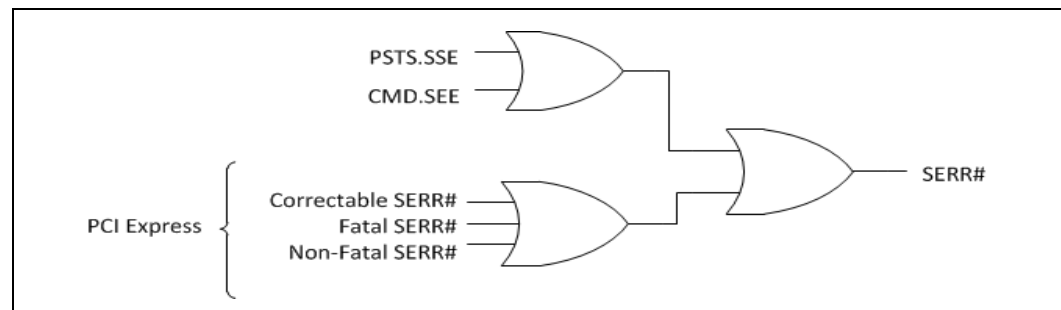 PSTS.SSE
CMD.SEE
SERR#
PCI Express
Correctable SERR#
Fatal SERR#
Non-Fatal SERR#